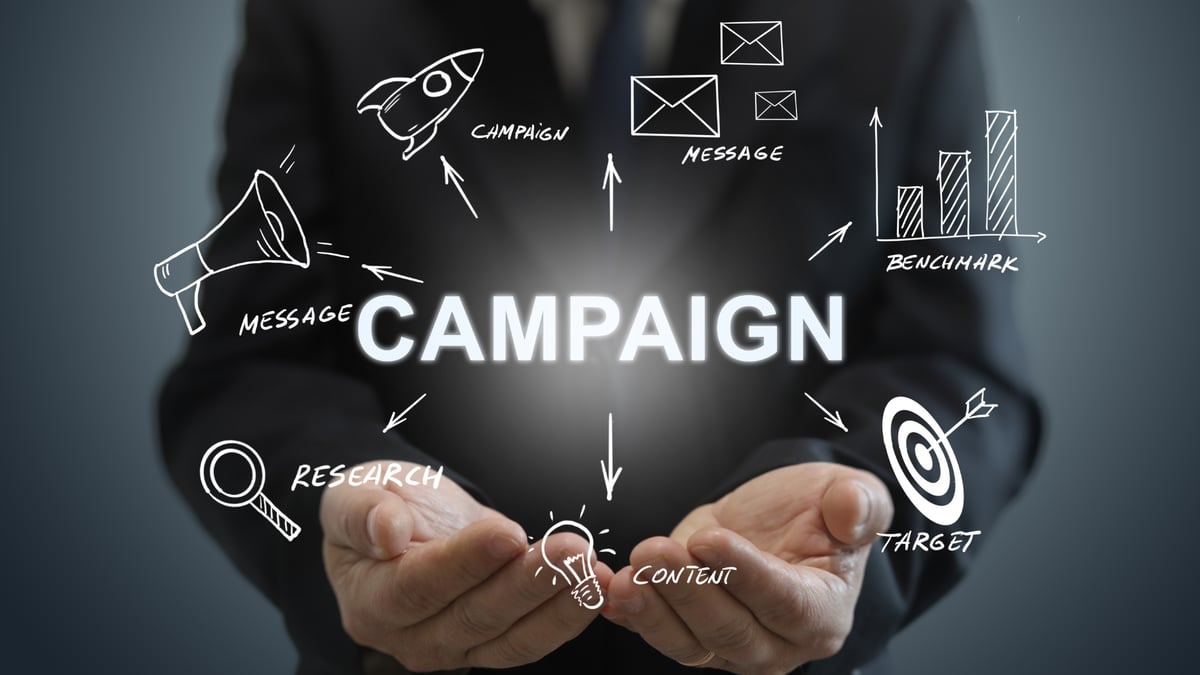 CAMPAIGN
MESSAGE
BENCHMARK
MESSAGE
CAMPAIGN
RESEARCH
TARGET
CONTENT